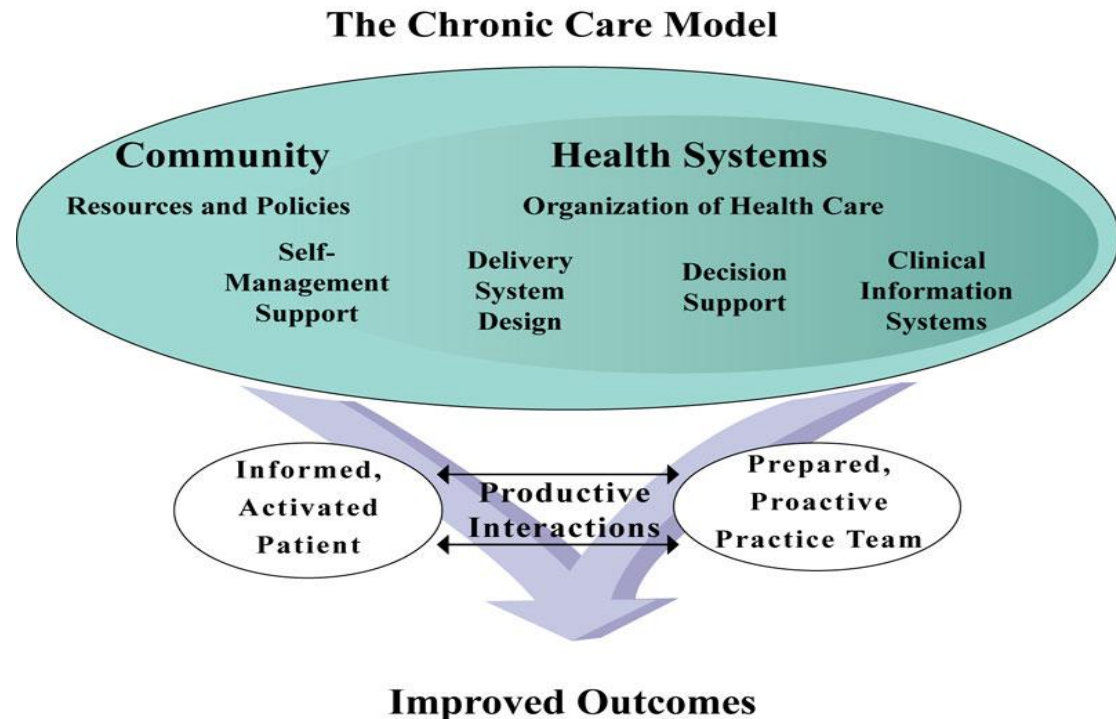 The Chronic Care Model
Community
Health Systems
Resources and Policies
Organization of Health Care
Self-
Management
Support
Delivery
System
Design
Decision
Support
Clinical
Information
Systems
Informed,
Activated
Patient
Productive
Interactions
Prepared,
Proactive
Practice Team
Improved Outcomes